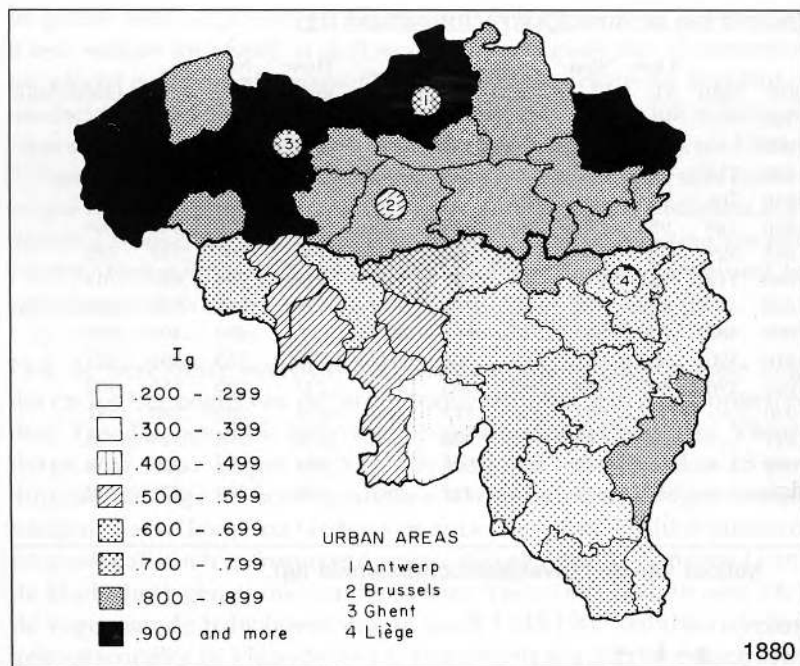 1
3
2
4
Ig
.200 - .299
.300 - .399
.400 - .499
.500 - .599
.600 - .699
.700 - .799
.800 - .899
.900 and more
URBAN AREAS
1 Antwerp
2 Brussels
3 Ghent
4 Liège
1880